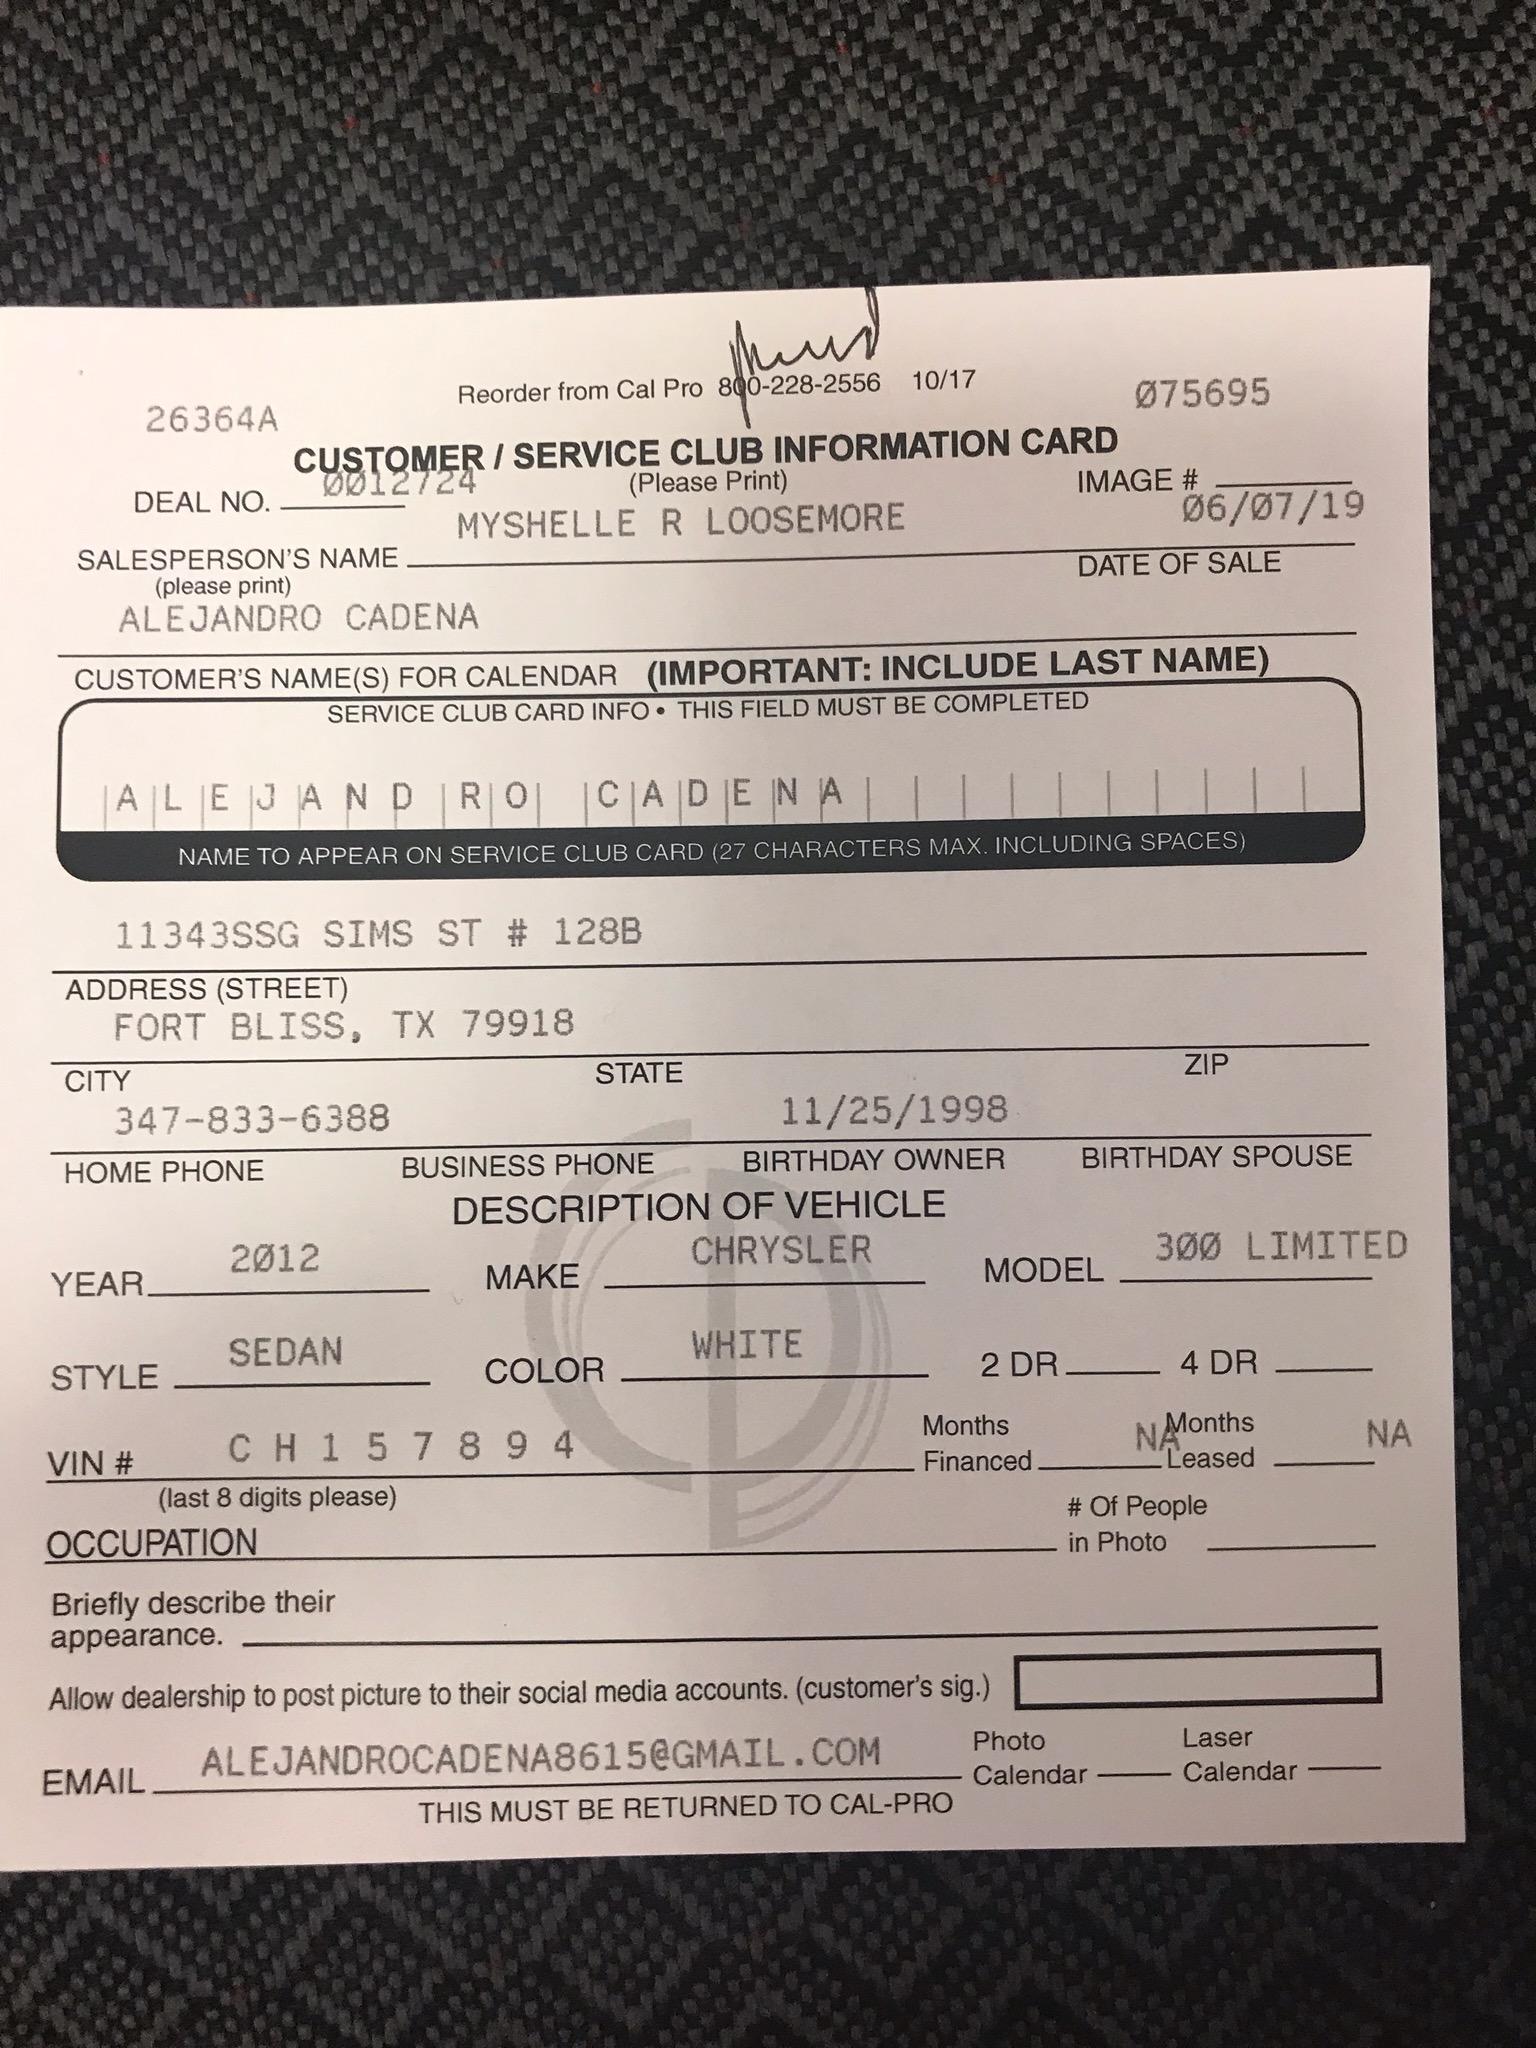 Reorder from Cal Pro 800-228-2556 10/17
26364A
Ø75695
CUSTOMER / SERVICE CLUB INFORMATION CARD
(Please Print)
DEAL NO. ØØ12724
IMAGE #
SALESPERSON'S NAME MYSHELLE R LOOSEMORE
Ø6/Ø7/19
(please print)
DATE OF SALE
ALEJANDRO CADENA
CUSTOMER'S NAME(S) FOR CALENDAR (IMPORTANT: INCLUDE LAST NAME)
SERVICE CLUB CARD INFO • THIS FIELD MUST BE COMPLETED
ALEJANDRO CADENA
NAME TO APPEAR ON SERVICE CLUB CARD (27 CHARACTERS MAX. INCLUDING SPACES)
11343SSG SIMS ST # 128B
ADDRESS (STREET)
FORT BLISS, TX 79918
CITY STATE ZIP
347-833-6388 11/25/1998
HOME PHONE BUSINESS PHONE BIRTHDAY OWNER BIRTHDAY SPOUSE
DESCRIPTION OF VEHICLE
YEAR 2Ø12 MAKE CHRYSLER MODEL 3ØØ LIMITED
STYLE SEDAN COLOR WHITE 2 DR 4 DR
VIN # CH157894 Months Financed NA Months Leased NA
(last 8 digits please)
OCCUPATION # Of People in Photo
Briefly describe their
appearance.
Allow dealership to post picture to their social media accounts. (customer's sig.)
EMAIL ALEJANDROCADENA8615@GMAIL.COM Photo Calendar Laser Calendar
THIS MUST BE RETURNED TO CAL-PRO